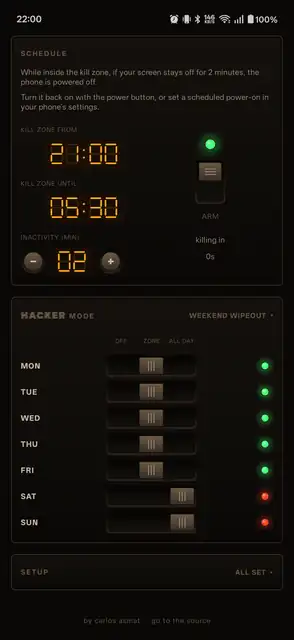 22:00
100%
SCHEDULE
While inside the kill zone, if your screen stays off for 2 minutes, the
phone is powered off.
Turn it back on with the power button, or set a scheduled power-on in
your phone's settings.
KILL ZONE FROM
21:00
KILL ZONE UNTIL
05:30
ARM
INACTIVITY (MIN)
killing in
− 02 +
0s
HACKER MODE
WEEKEND WIPEOUT
OFF ZONE ALL DAY
MON
TUE
WED
THU
FRI
SAT
SUN
SETUP
ALL SET
by carlos
go to the source